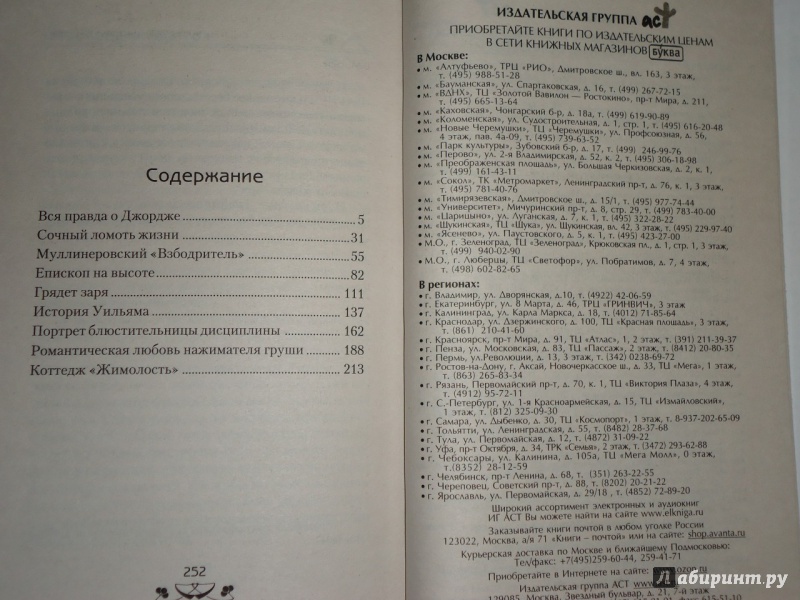 Содержание
Вся правда о Джордже 5
Сочный ломоть жизни 31
Муллинеровский «Взбодритель» 55
Епископ на высоте 82
Грядет заря 111
История Уильяма 137
Портрет блюстительницы дисциплины 162
Романтическая любовь нажимателя груши 188
Коттедж «Жимолость» 213
252
ИЗДАТЕЛЬСКАЯ ГРУППА АСТ
ПРИОБРЕТАЙТЕ КНИГИ ПО ИЗДАТЕЛЬСКИМ ЦЕНАМ
В СЕТИ КНИЖНЫХ МАГАЗИНОВ Буква
В Москве:
• м. «Алтуфьево», ТРЦ «РИО», Дмитровское ш., вл. 163, 3 этаж,
т. (495) 988-51-28
• м. «Бауманская», ул. Спартаковская, д. 16, т. (499) 267-72-15
• м. «ВДНХ», ТЦ «Золотой Вавилон — Ростокино», пр-т Мира, д. 211,
т. (495) 665-13-64
• м. «Каховская», Чонгарский б-р, д. 18а, т. (499) 619-90-89
• м. «Коломенская», ул. Судостроительная, д. 1, стр. 1, т. (495) 616-20-48
• м. «Новые Черемушки», ТЦ «Черемушки», ул. Профсоюзная, д. 56,
4 этаж, пав. 4а-09, т. (495) 739-63-52
• м. «Парк культуры», Зубовский б-р, д. 17, т. (499) 246-99-76
• м. «Перово», ул. 2-я Владимирская, д. 52, к. 2, т. (495) 306-18-98
• м. «Преображенская площадь», ул. Большая Черкизовская, д. 2, к. 1,
т. (499) 161-43-11
• м. «Сокол», ТК «Метромаркет», Ленинградский пр-т, д. 76, к. 1, 3 этаж,
т. (495) 781-40-76
• м. «Тимирязевская», Дмитровское ш., д. 15/1, т. (495) 977-74-44
• м. «Университет», Мичуринский пр-т, д. 8, стр. 29, т. (499) 783-40-00
• м. «Царицыно», ул. Луганская, д. 7, к. 1, т. (495) 322-28-22
• м. «Щукинская», ТЦ «Щука», ул. Щукинская, вл. 42, 3 этаж, т. (495) 229-97-40
• м. «Ясенево», ул. Паустовского, д. 5, к. 1, т. (495) 423-27-00
• М.О., г. Зеленоград, ТЦ «Зеленоград», Крюковская пл., д. 1, стр. 1, 3 этаж,
т. (499) 940-02-90
• М.О., г. Люберцы, ТЦ «Светофор», ул. Побратимов, д. 7, 4 этаж,
т. (498) 602-82-65
В регионах:
• г. Владимир, ул. Дворянская, д.10, т. (4922) 42-06-59
• г. Екатеринбург, ул. 8 Марта, д. 46, ТРЦ «ГРИНВИЧ», 3 этаж
• г. Калининград, ул. Карла Маркса, д. 18, т. (4012) 71-85-64
• г. Краснодар, ул. Дзержинского, д. 100, ТЦ «Красная площадь», 3 этаж,
т. (861) 210-41-60
• г. Красноярск, пр-т Мира, д. 91, ТЦ «Атлас», 1, 2 этаж, т. (391) 211-39-37
• г. Пенза, ул. Московская, д. 83, ТЦ «Пассаж», 2 этаж, т. (8412) 20-80-35
• г. Пермь, ул.Революции, д. 13, 3 этаж, т. (342) 0238-69-72
• г. Ростов-на-Дону, г. Аксай, Новочеркасское ш., д. 33, ТЦ «Мега», 1 этаж,
т. (863) 265-83-34
• г. Рязань, Первомайский пр-т, д. 70, к. 1, ТЦ «Виктория Плаза», 4 этаж,
т. (4912) 95-72-11
• г. С.-Петербург, ул. 1-я Красноармейская, д. 15, ТЦ «Измайловский»,
1 этаж, т. (812) 325-09-30
• г. Самара, ул. Дыбенко, д. 30, ТЦ «Космопорт», 1 этаж, т. 8-937-202-65-09
• г. Тольятти, ул. Ленинградская, д. 55, т. (8482) 28-37-68
• г. Тула, ул. Первомайская, д. 12, т. (4872) 31-09-22
• г. Уфа, пр-т Октября, д. 34, ТРК «Семья», 2 этаж, т.(3472) 293-62-88
• г. Чебоксары, ул. Калинина, д. 105а, ТЦ «Мега Молл», 0 этаж,
т.(8352) 28-12-59
• г. Челябинск, пр-т Ленина, д. 68, т. (351) 263-22-55
• г. Череповец, Советский пр-т, д. 88, т. (8202) 20-21-22
• г. Ярославль, ул. Первомайская, д. 29/18 , т. (4852) 72-89-20
Широкий ассортимент электронных и аудиокниг
ИГ АСТ Вы можете найти на сайте www.elkniga.ru
Заказывайте книги почтой в любом уголке России
123022, Москва, а/я 71 «Книги – почтой» или на сайте: shop.avanta.ru
Курьерская доставка по Москве и ближайшему Подмосковью:
Тел/факс: +7(495)259-60-44, 259-41-71
Приобретайте в Интернете на сайте:
Издательская группа АСТ
129085, Москва, Звездный бульвар, д. 21, 7-й этаж
615-51-10
Лабиринт.ру